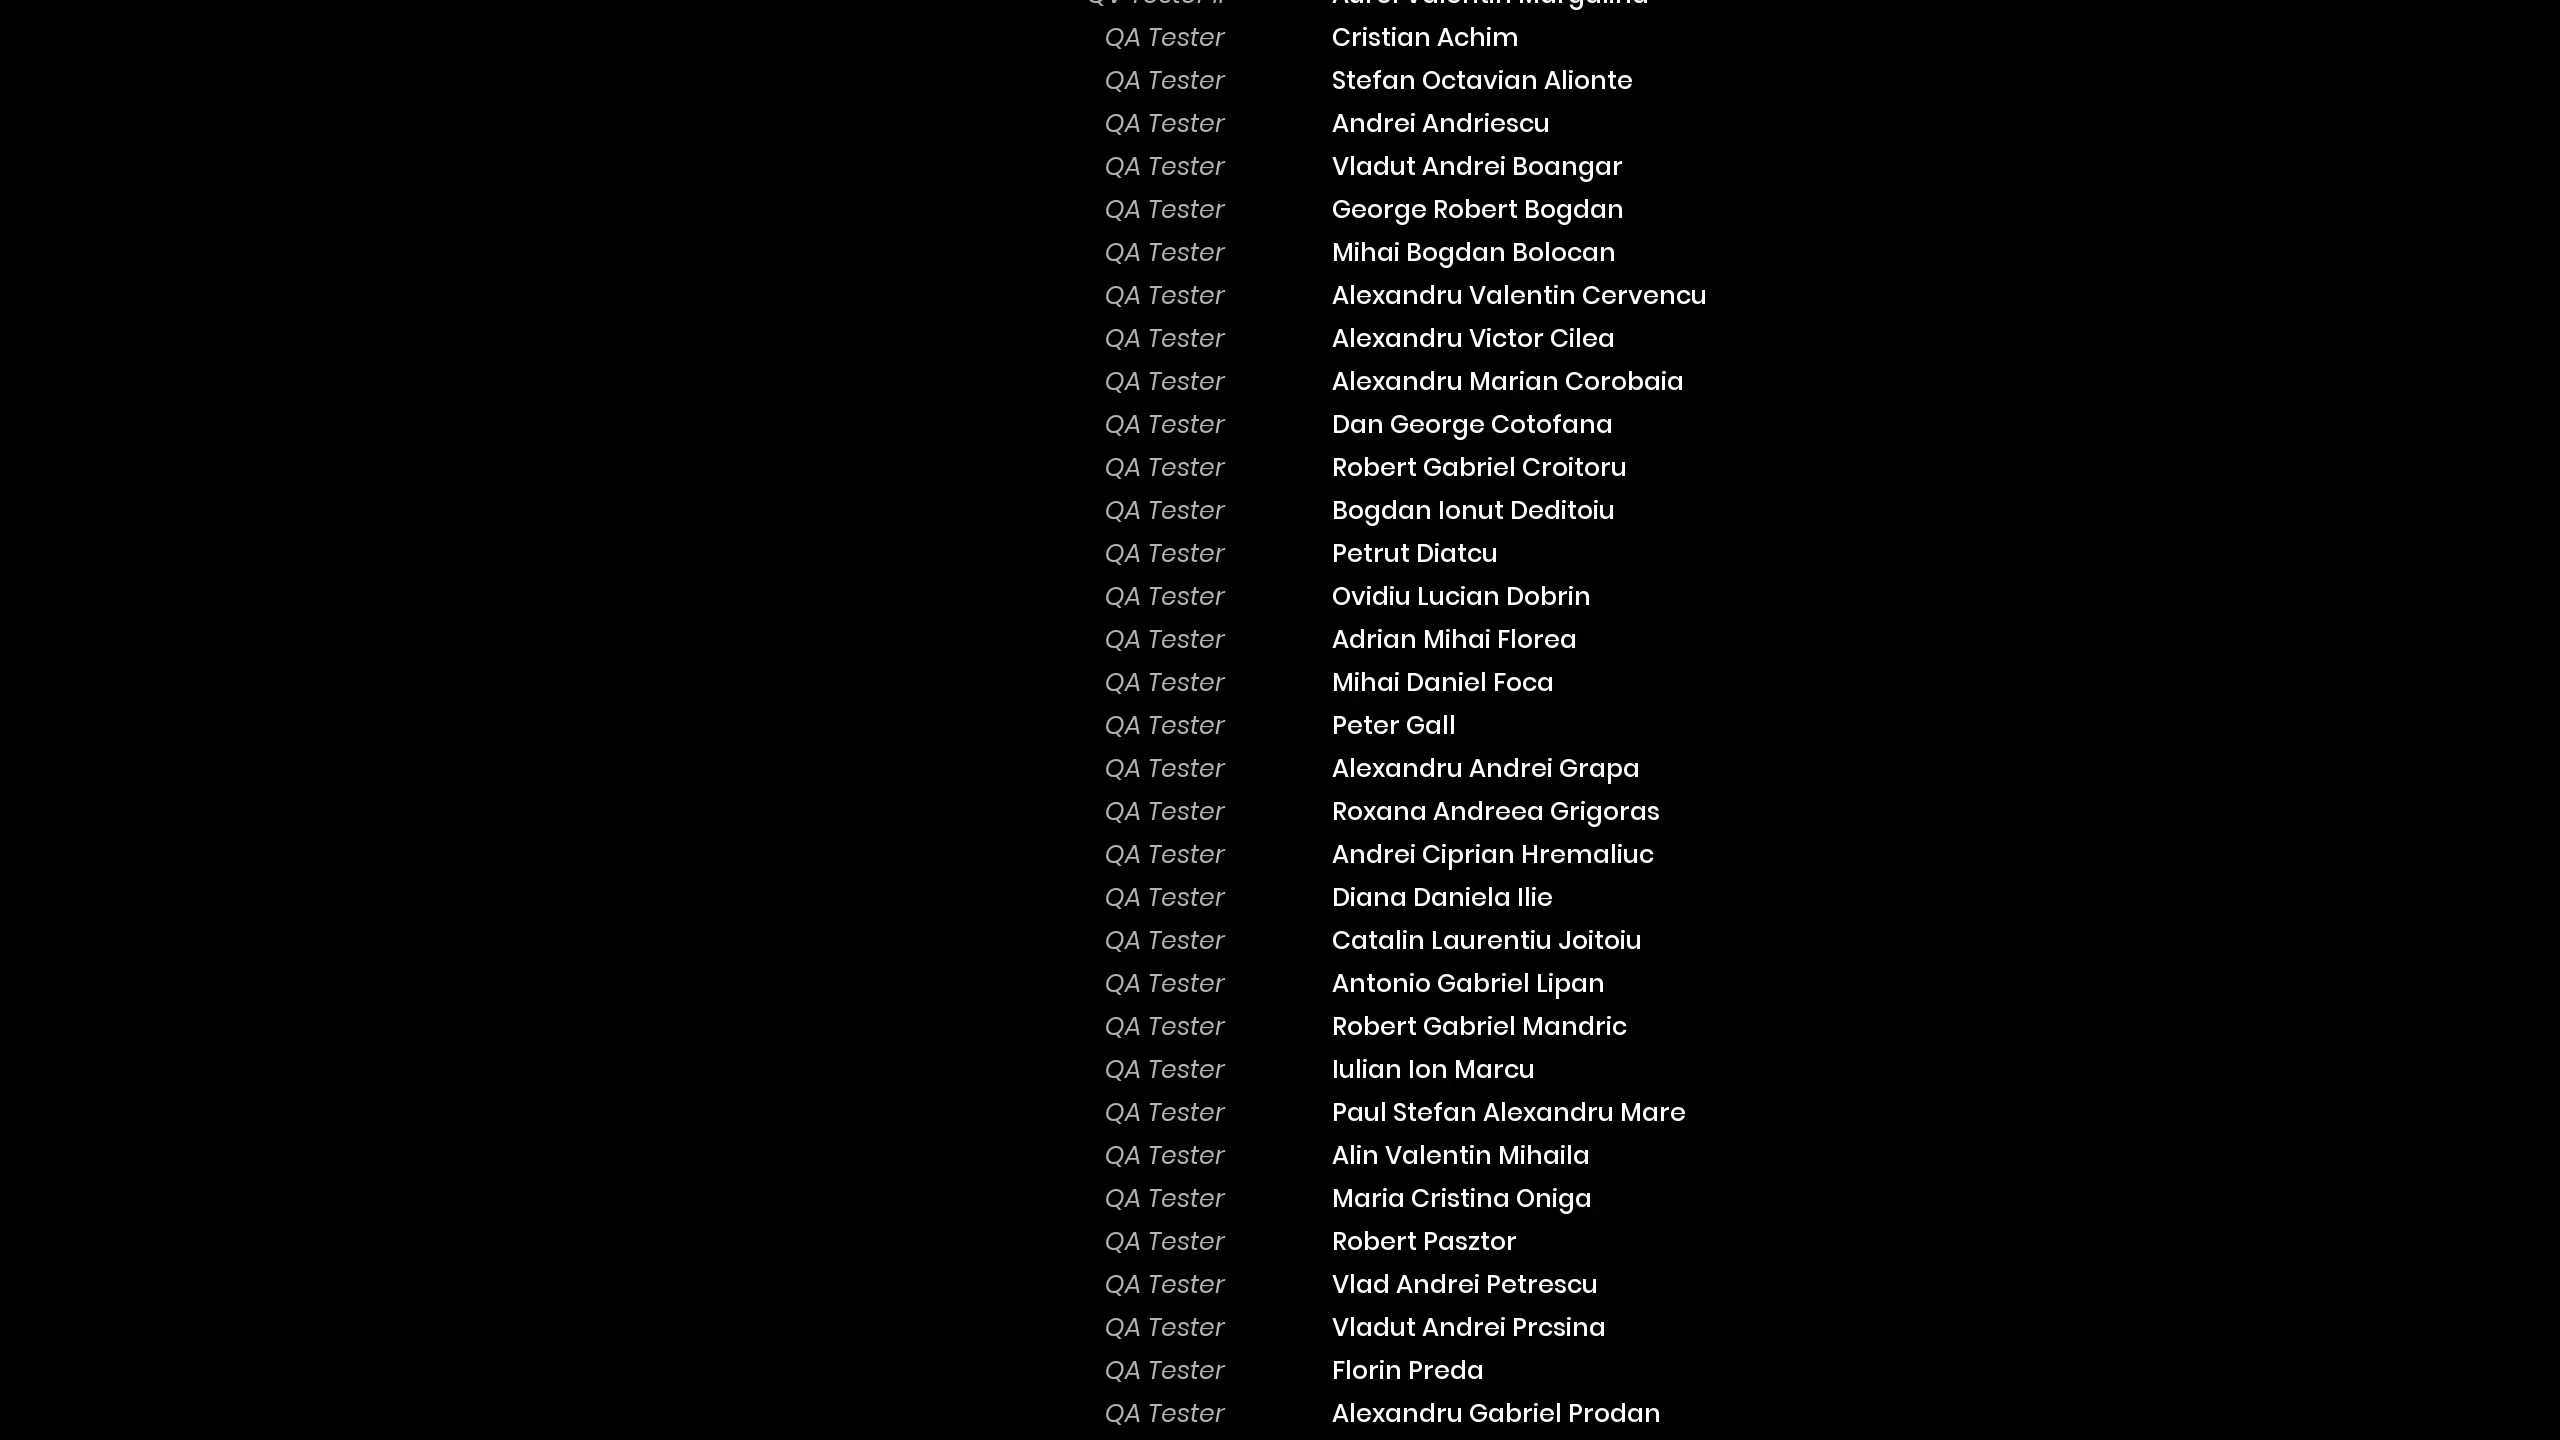 QA Tester Cristian Achim
QA Tester Stefan Octavian Alionte
QA Tester Andrei Andriescu
QA Tester Vladut Andrei Boangar
QA Tester George Robert Bogdan
QA Tester Mihai Bogdan Bolocan
QA Tester Alexandru Valentin Cervencu
QA Tester Alexandru Victor Cilea
QA Tester Alexandru Marian Corobaia
QA Tester Dan George Cotofana
QA Tester Robert Gabriel Croitoru
QA Tester Bogdan Ionut Deditoiu
QA Tester Petrut Diatcu
QA Tester Ovidiu Lucian Dobrin
QA Tester Adrian Mihai Florea
QA Tester Mihai Daniel Foca
QA Tester Peter Gall
QA Tester Alexandru Andrei Grapa
QA Tester Roxana Andreea Grigoras
QA Tester Andrei Ciprian Hremaliuc
QA Tester Diana Daniela Ilie
QA Tester Catalin Laurentiu Joitoiu
QA Tester Antonio Gabriel Lipan
QA Tester Robert Gabriel Mandric
QA Tester Iulian Ion Marcu
QA Tester Paul Stefan Alexandru Mare
QA Tester Alin Valentin Mihaila
QA Tester Maria Cristina Oniga
QA Tester Robert Pasztor
QA Tester Vlad Andrei Petrescu
QA Tester Vladut Andrei Prcsina
QA Tester Florin Preda
QA Tester Alexandru Gabriel Prodan